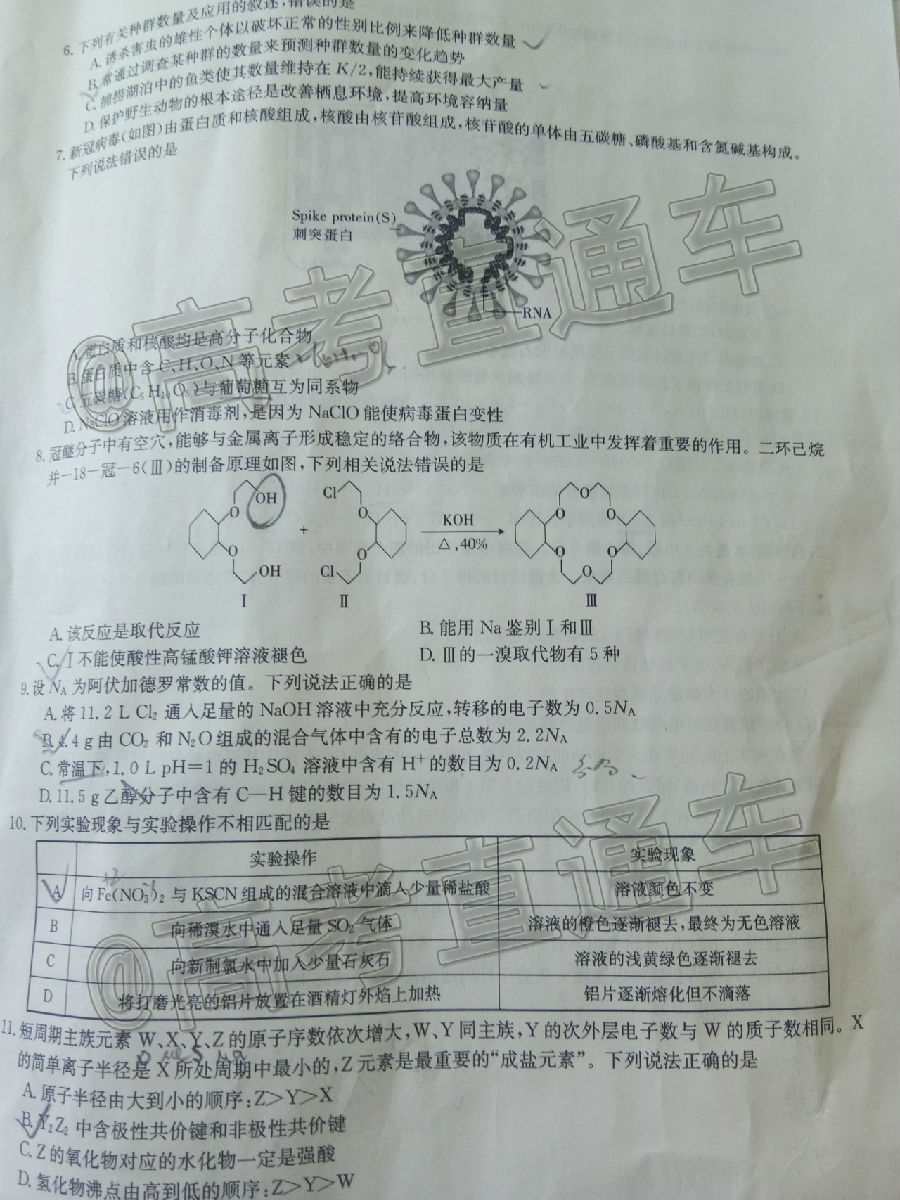 6.下列有关种群数量及应用的叙述,错误的是
A.诱杀害虫的雄性个体以破坏正常的性别比例来降低种群数量
B.常通过调查某种群的数量来预测种群数量的变化趋势
C.捕捞湖泊中的鱼类使其数量维持在 K/2,能持续获得最大产量
D.保护野生动物的根本途径是改善栖息环境,提高环境容纳量
7.新冠病毒(如图)由蛋白质和核酸组成,核酸由核苷酸组成,核苷酸的单体由五碳糖、磷酸基和含氮碱基构成。
下列说法错误的是
Spike protein(S)
刺突蛋白
RNA
@高考直通车
A.蛋白质和核酸均是高分子化合物
B.蛋白质中含C、H、O、N等元素
C.五碳糖(C₅H₁₀O₅)与葡萄糖互为同系物
D.NaClO溶液用作消毒剂,是因为NaClO能使病毒蛋白变性
8.冠醚分子中有空穴,能够与金属离子形成稳定的络合物,该物质在有机工业中发挥着重要的作用。二环己烷
并-18-冠-6(Ⅲ)的制备原理如图,下列相关说法错误的是
OH O O OH
Ⅰ
+
Cl O O Cl
Ⅱ
KOH
△,40%
O O O O O O
Ⅲ
A.该反应是取代反应 B.能用Na鉴别Ⅰ和Ⅲ
C.Ⅰ不能使酸性高锰酸钾溶液褪色 D.Ⅲ的一溴取代物有5种
9.设 N_A 为阿伏加德罗常数的值。下列说法正确的是
A.将11.2 L Cl₂ 通入足量的NaOH溶液中充分反应,转移的电子数为0.5N_A
B.4.4 g由CO₂ 和N₂O组成的混合气体中含有的电子总数为2.2N_A
C.常温下,1.0 L pH=1的H₂SO₄ 溶液中含有H⁺的数目为0.2N_A
D.11.5 g乙醇分子中含有C—H键的数目为1.5N_A
10.下列实验现象与实验操作不相匹配的是
实验操作 实验现象
A 向Fe(NO₃)₂ 与KSCN组成的混合溶液中滴入少量稀盐酸 溶液颜色不变
B 向稀溴水中通入足量SO₂气体 溶液的橙色逐渐褪去,最终为无色溶液
C 向新制氯水中加入少量石灰石 溶液的浅黄绿色逐渐褪去
D 将打磨光亮的铝片放置在酒精灯外焰上加热 铝片逐渐熔化但不滴落
@高考直通车
11.短周期主族元素W、X、Y、Z的原子序数依次增大,W、Y同主族,Y的次外层电子数与W的质子数相同。X
的简单离子半径是X所处周期中最小的,Z元素是最重要的“成盐元素”。下列说法正确的是
A.原子半径由大到小的顺序:Z>Y>X
B.Y₂Z₂ 中含极性共价键和非极性共价键
C.Z的氧化物对应的水化物一定是强酸
D.氢化物沸点由高到低的顺序:Z>Y>W